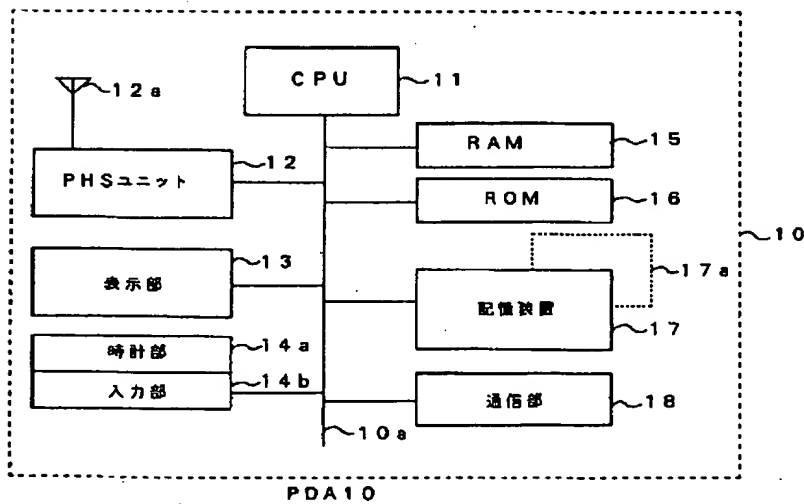 CPU
11
12a
PHSユニット
12
RAM
15
ROM
16
10
表示部
13
17a
記憶装置
17
時計部
14a
入力部
14b
通信部
18
10a
PDA10